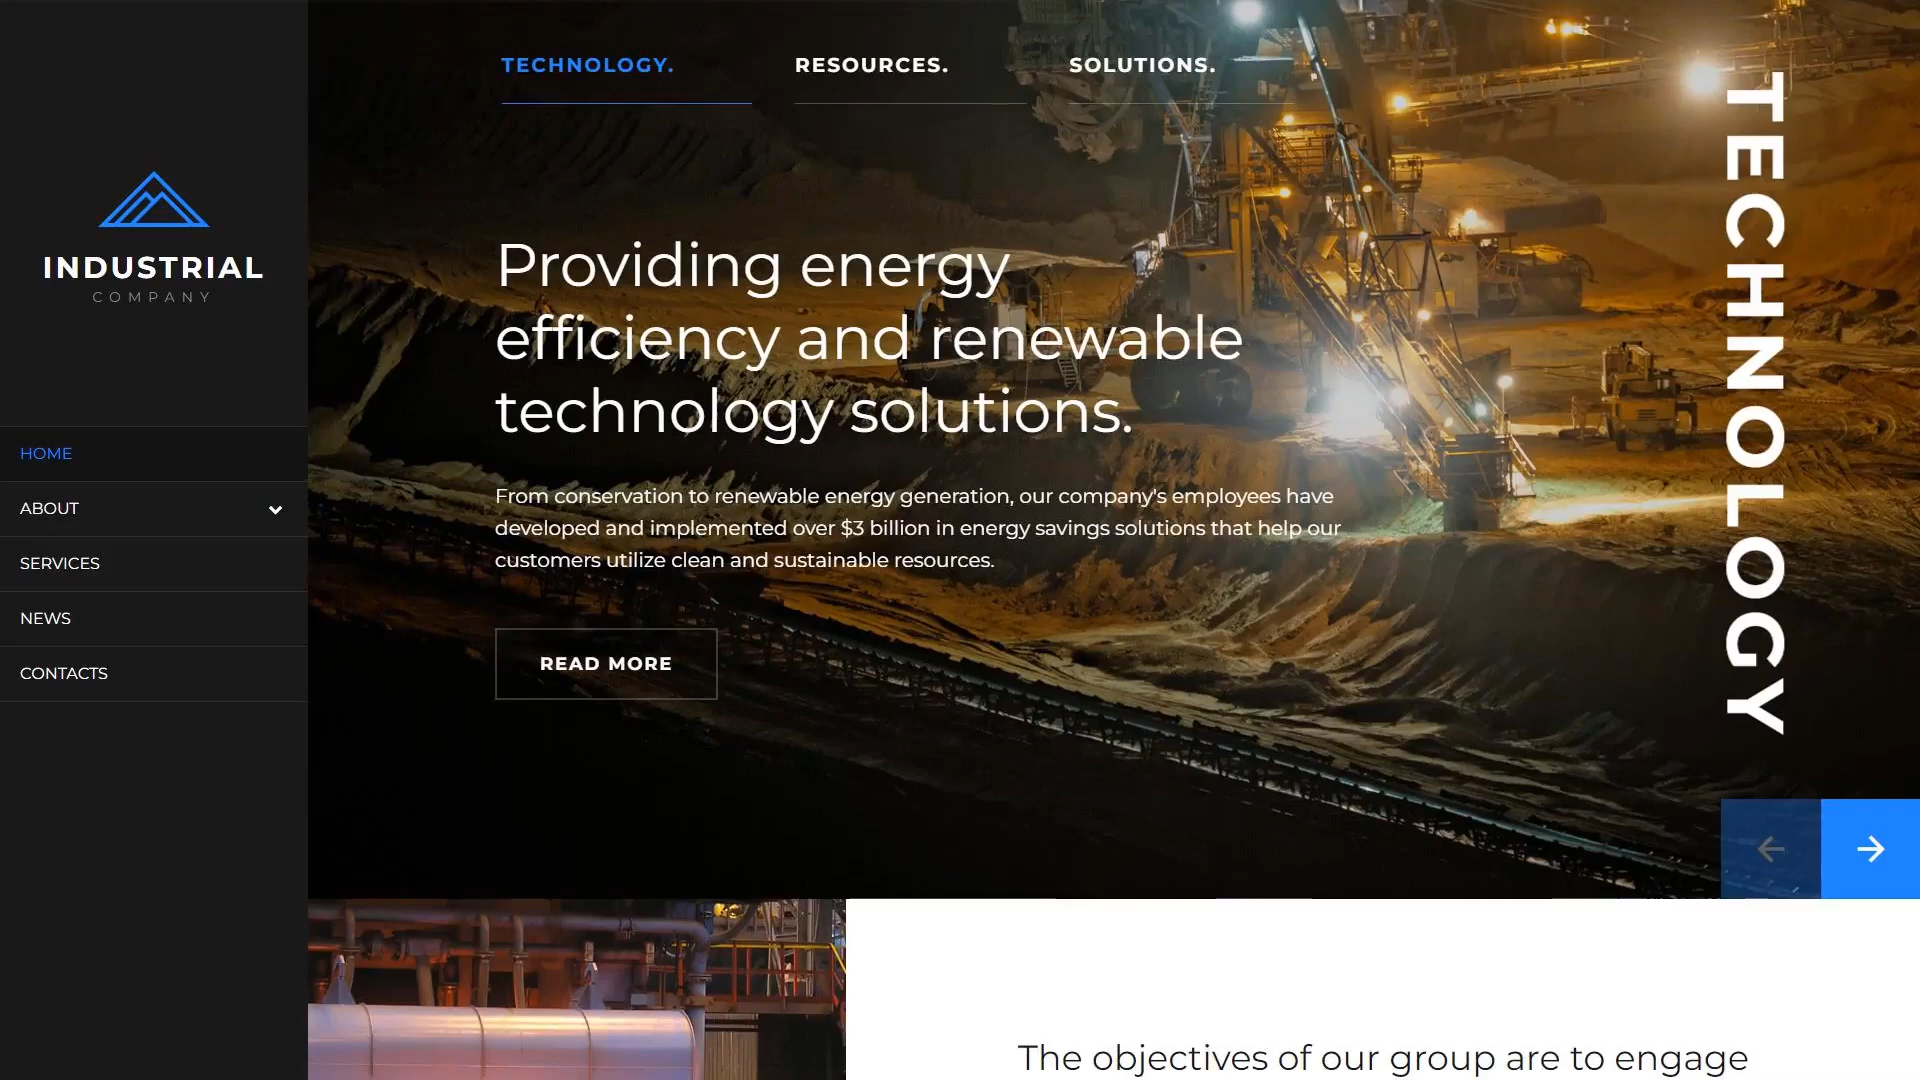 INDUSTRIAL
COMPANY
HOME
ABOUT
SERVICES
NEWS
CONTACTS
TECHNOLOGY.
RESOURCES.
SOLUTIONS.
Providing energy
efficiency and renewable
technology solutions.
From conservation to renewable energy generation, our company's employees have
developed and implemented over $3 billion in energy savings solutions that help our
customers utilize clean and sustainable resources.
READ MORE
TECHNOLOGY
The objectives of our group are to engage